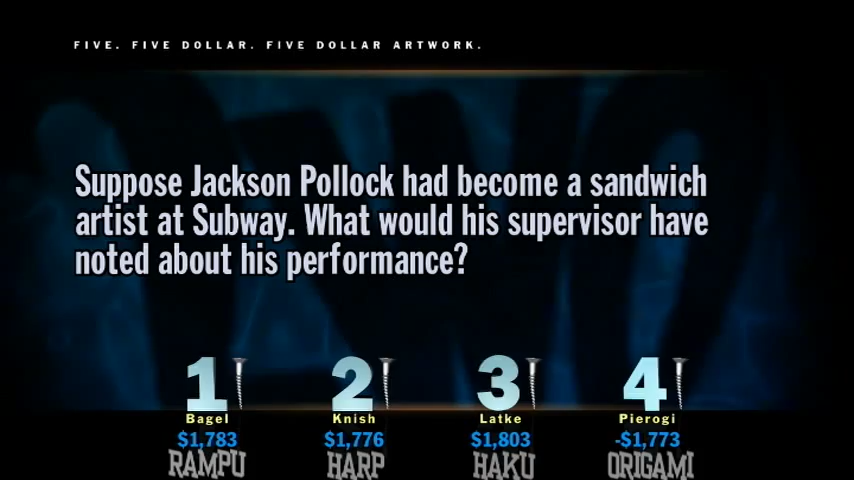 FIVE. FIVE DOLLAR. FIVE DOLLAR ARTWORK.
Suppose Jackson Pollock had become a sandwich
artist at Subway. What would his supervisor have
noted about his performance?
1 2 3 4
Bagel Knish Latke Pierogi
$1,783 $1,776 $1,803 -$1,773
RAMPU HARP HAKU ORIGAMI